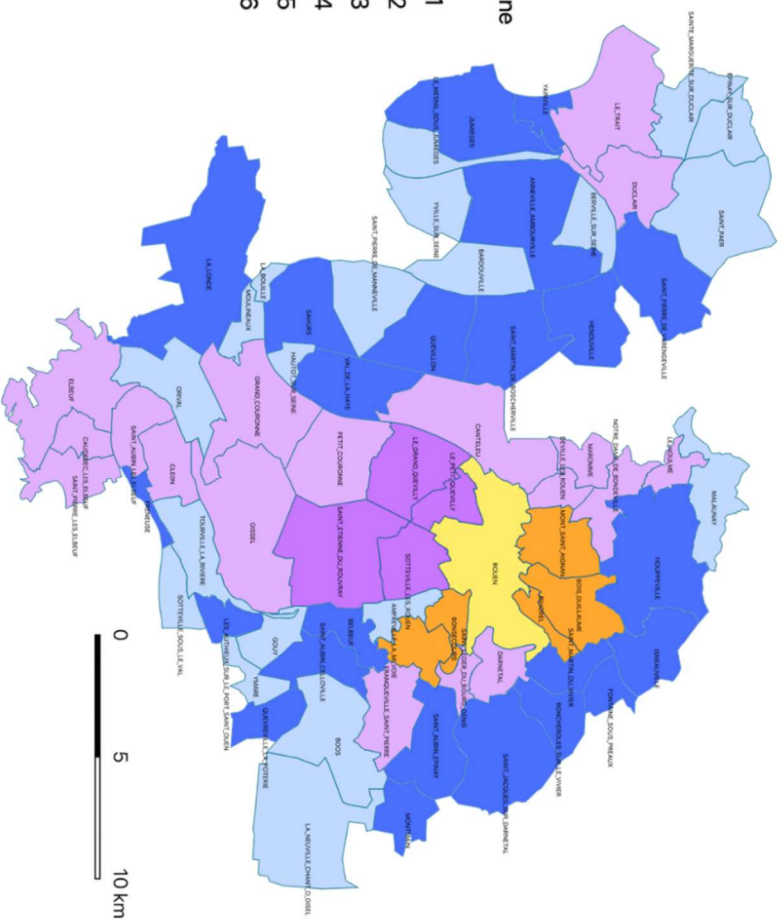 EPINAY_SUR_DUCLAIR
SAINT_PAER
MALAUNAY
SAINTE_MARGUERITE_SUR_DUCLAIR
LE_HOULME
SAINT_PIERRE_DE_VARENGEVILLE
HOUPPEVILLE
ISNEAUVILLE
DUCLAIR
LE_TRAIT
NOTRE_DAME_DE_BONDEVILLE
FONTAINE_SOUS_PREAUX
BERVILLE_SUR_SEINE
HENOUVILLE
MAROMME
BOIS_GUILLAUME
SAINT_MARTIN_DU_VIVIER
DEVILLE_LES_ROUEN
MONT_SAINT_AIGNAN
RONCHEROLLES_SUR_LE_VIVIER
YAINVILLE
BIHOREL
ANNEVILLE_AMBOURVILLE
SAINT_MARTIN_DE_BOSCHERVILLE
SAINT_JACQUES_SUR_DARNETAL
ne
DARNETAL
ROUEN
BARDOUVILLE
CANTELEU
JUMIEGES
SAINT_LEGER_DU_BOURG_DENIS
LE_PETIT_QUEVILLY
BONSECOURS
LE_MESNIL_SOUS_JUMIEGES
YVILLE_SUR_SEINE
QUEVILLON
SAINT_AUBIN_EPINAY
1
LE_GRAND_QUEVILLY
SOTTEVILLE_LES_ROUEN
MONTMAIN
2
AMFREVILLE_LA_MIVOIE
FRANQUEVILLE_SAINT_PIERRE
SAINT_PIERRE_DE_MANNEVILLE
3
VAL_DE_LA_HAYE
BELBEUF
PETIT_COURONNE
SAINT_ETIENNE_DU_ROUVRAY
BOOS
4
SAINT_AUBIN_CELLOVILLE
SAHURS
LA_NEUVILLE_CHANT_D_OISEL
HAUTOT_SUR_SEINE
5
GOUY
LA_BOUILLE
QUEVREVILLE_LA_POTERIE
GRAND_COURONNE
YMARE
OISSEL
6
MOULINEAUX
LES_AUTHIEUX_SUR_LE_PORT_SAINT_OUEN
LA_LONDE
TOURVILLE_LA_RIVIERE
ORIVAL
SOTTEVILLE_SOUS_LE_VAL
CLEON
FRENEUSE
SAINT_AUBIN_LES_ELBEUF
0
5
10 km
CAUDEBEC_LES_ELBEUF
ELBEUF
SAINT_PIERRE_LES_ELBEUF